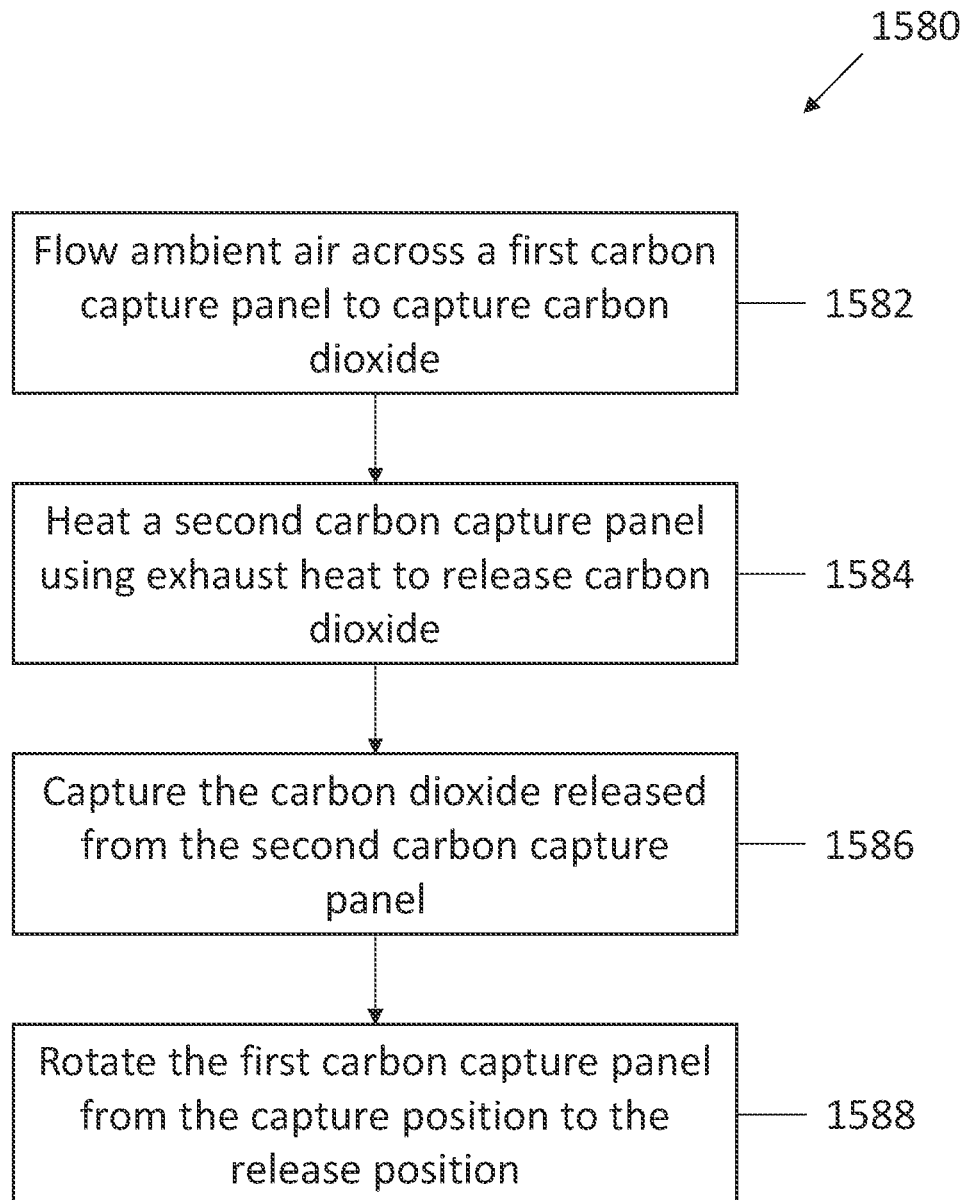 1580
Flow ambient air across a first carbon
capture panel to capture carbon
dioxide
1582
Heat a second carbon capture panel
using exhaust heat to release carbon
dioxide
1584
Capture the carbon dioxide released
from the second carbon capture
panel
1586
Rotate the first carbon capture panel
from the capture position to the
release position
1588